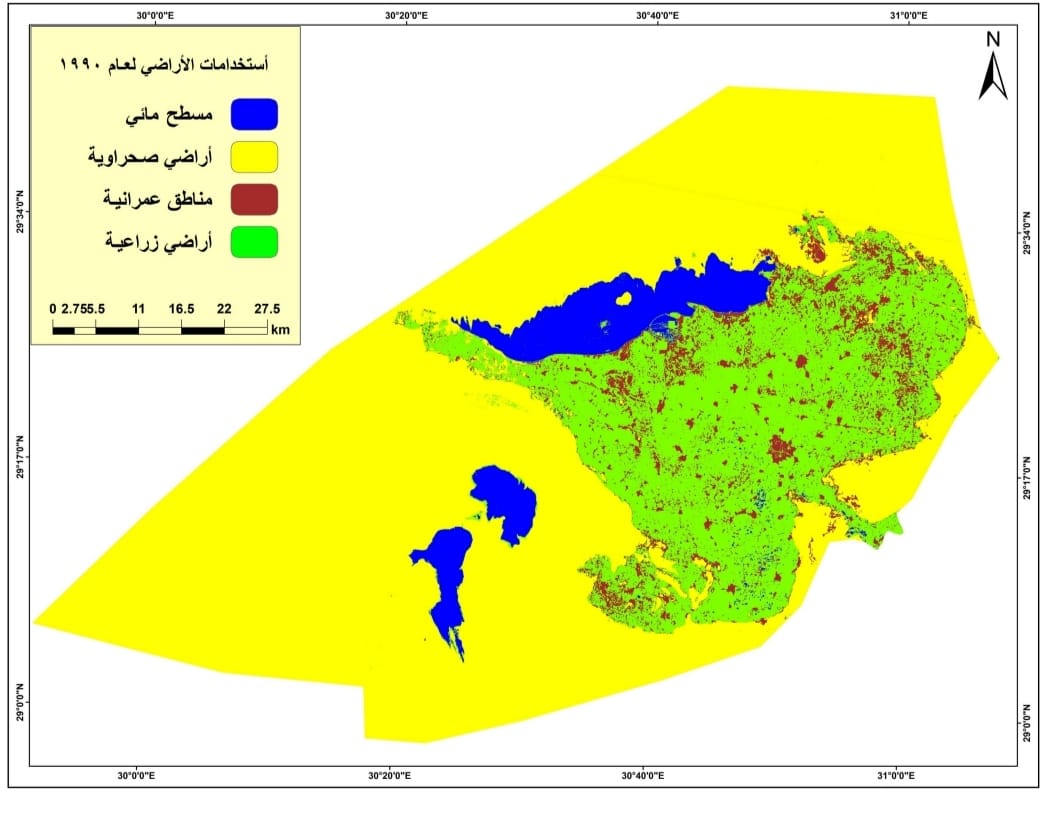 30°0'0"E 30°20'0"E 30°40'0"E 31°0'0"E
أستخدامات الأراضي لعام ١٩٩٠
مسطح مائي
أراضي صحراوية
مناطق عمرانية
أراضي زراعية
0 2.755.5 11 16.5 22 27.5
km
N
29°34'0"N
29°17'0"N
29°0'0"N
29°34'0"N
29°17'0"N
29°0'0"N
30°0'0"E 30°20'0"E 30°40'0"E 31°0'0"E